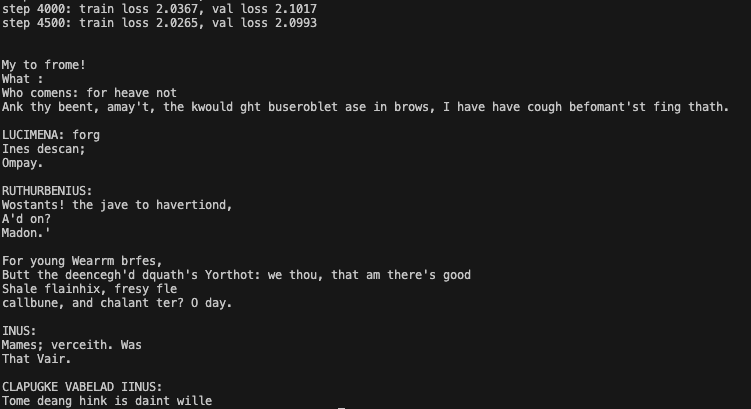 step 4000: train loss 2.0367, val loss 2.1017
step 4500: train loss 2.0265, val loss 2.0993
My to frome!
What :
Who comens: for heave not
Ank thy beent, amay't, the kwould ght buseroblet ase in brows, I have have cough befomant'st fing thath.
LUCIMENA: forg
Ines descan;
Ompay.
RUTHURBENIUS:
Wostants! the jave to havertiond,
A'd on?
Madon.'
For young Wearrm brfes,
Butt the deencegh'd dquath's Yorthot: we thou, that am there's good
Shale flainhix, fresy fle
callbune, and chalant ter? O day.
INUS:
Mames; verceith. Was
That Vair.
CLAPUGKE VABELAD IINUS:
Tome deang hink is daint wille